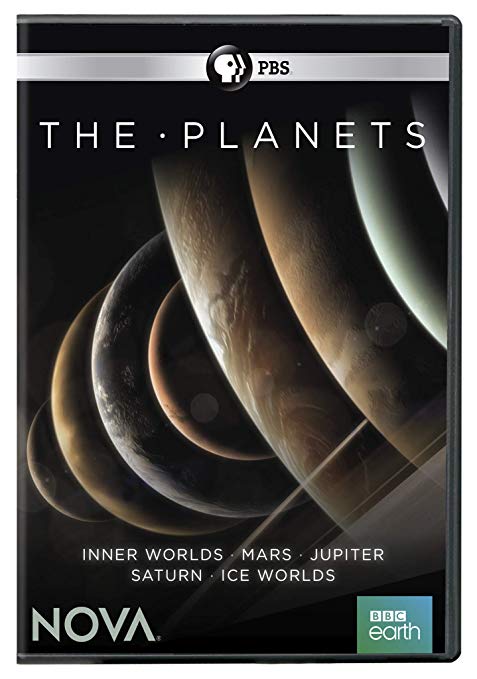 PBS
THE · PLANETS
INNER WORLDS · MARS · JUPITER
SATURN · ICE WORLDS
NOVA®
BBC
earth